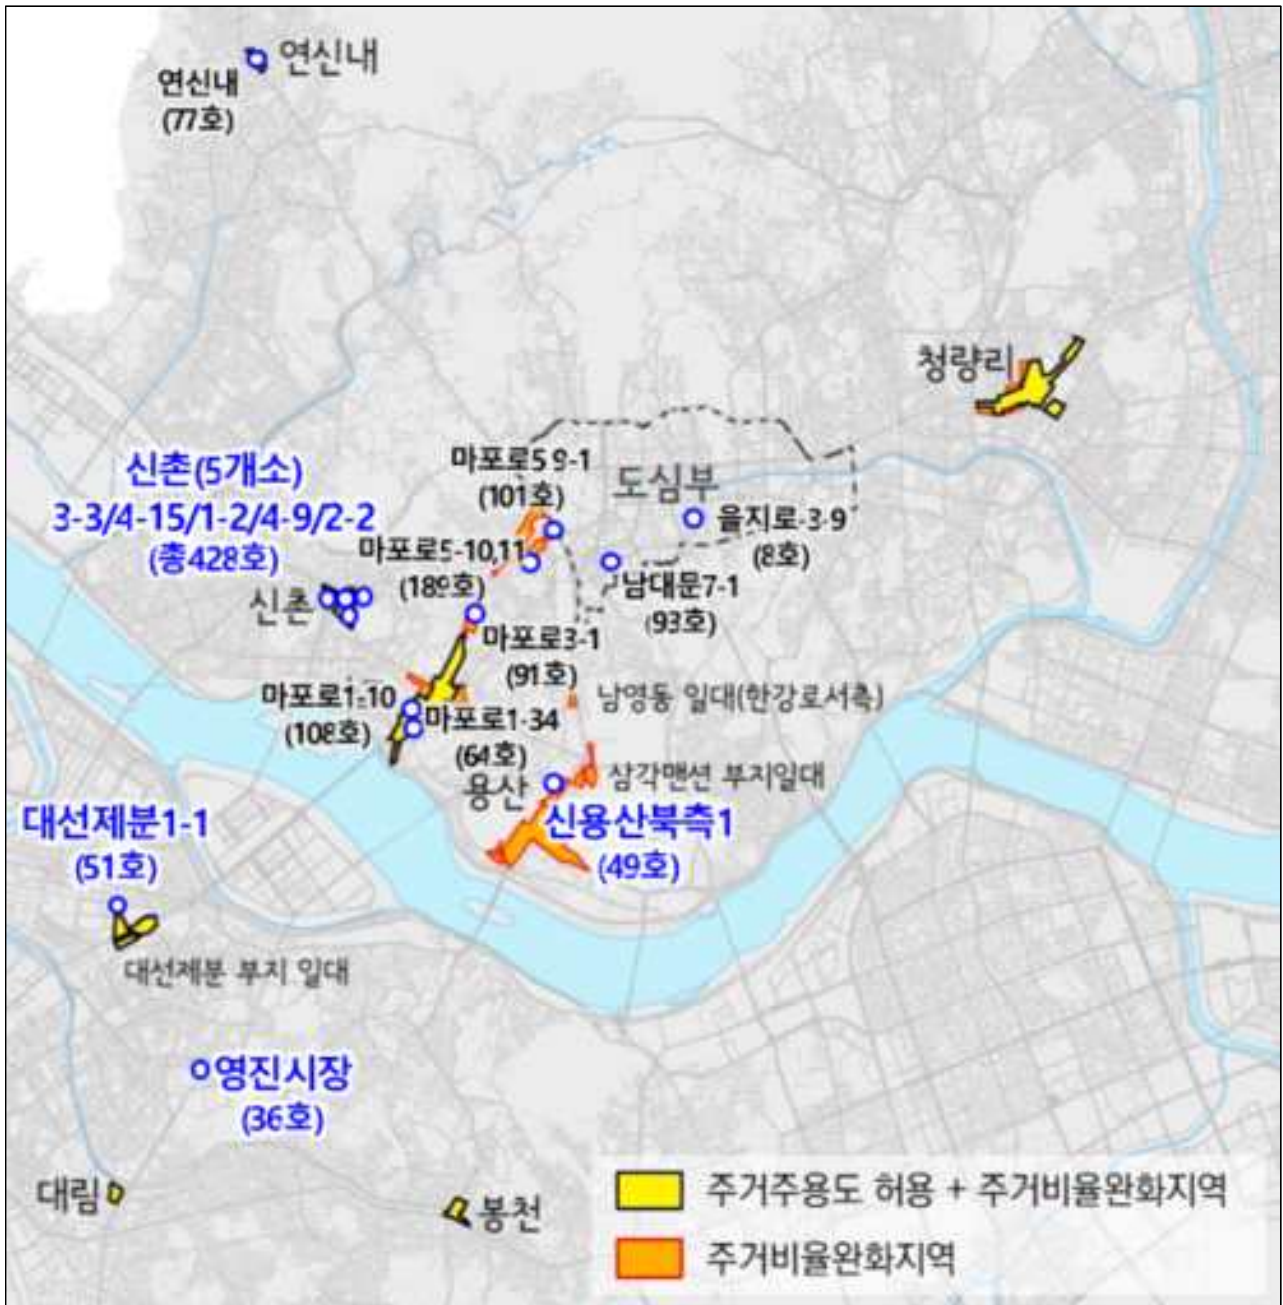 연신내
연신내
(77호)
청량리
신촌(5개소)
3-3/4-15/1-2/4-9/2-2
(총428호)
마포로5 9-1
(101호)
도심부
을지로-3-9
(8호)
마포로5-10,11
(189호)
남대문7-1
(93호)
신촌
마포로3-1
(91호)
마포로1-10
(108호)
남영동 일대(한강로서측)
마포로1-34
(64호)
용산
삼각맨션 부지일대
신용산북측1
(49호)
대선제분1-1
(51호)
대선제분 부지 일대
영진시장
(36호)
대림
봉천
주거주용도 허용 + 주거비율완화지역
주거비율완화지역